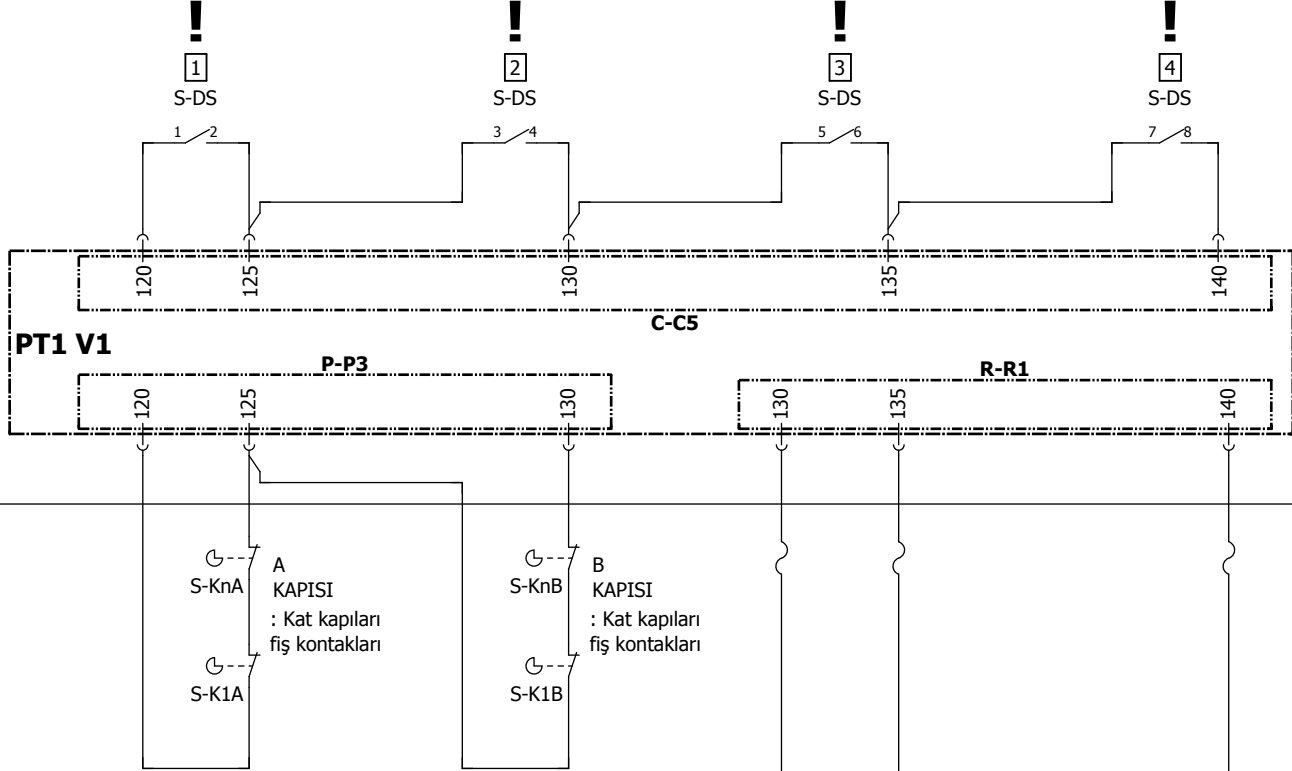 ! ! ! !
1 2 3 4
S-DS S-DS S-DS S-DS
1 2 3 4 5 6 7 8
120 125 130 135 140
C-C5
PT1 V1
P-P3 R-R1
120 125 130 130 135 140
S-KnA
A
KAPISI
: Kat kapıları
fiş kontakları
S-K1A
S-KnB
B
KAPISI
: Kat kapıları
fiş kontakları
S-K1B